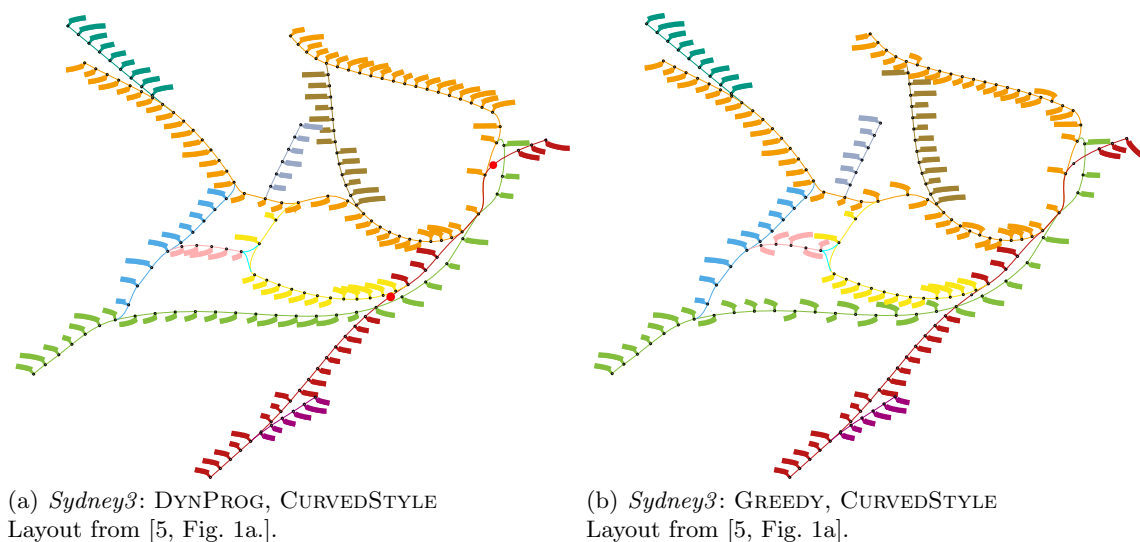 (a) Sydney3: DYNPROG, CURVEDSTYLE
Layout from [5, Fig. 1a.].
(b) Sydney3: GREEDY, CURVEDSTYLE
Layout from [5, Fig. 1a].